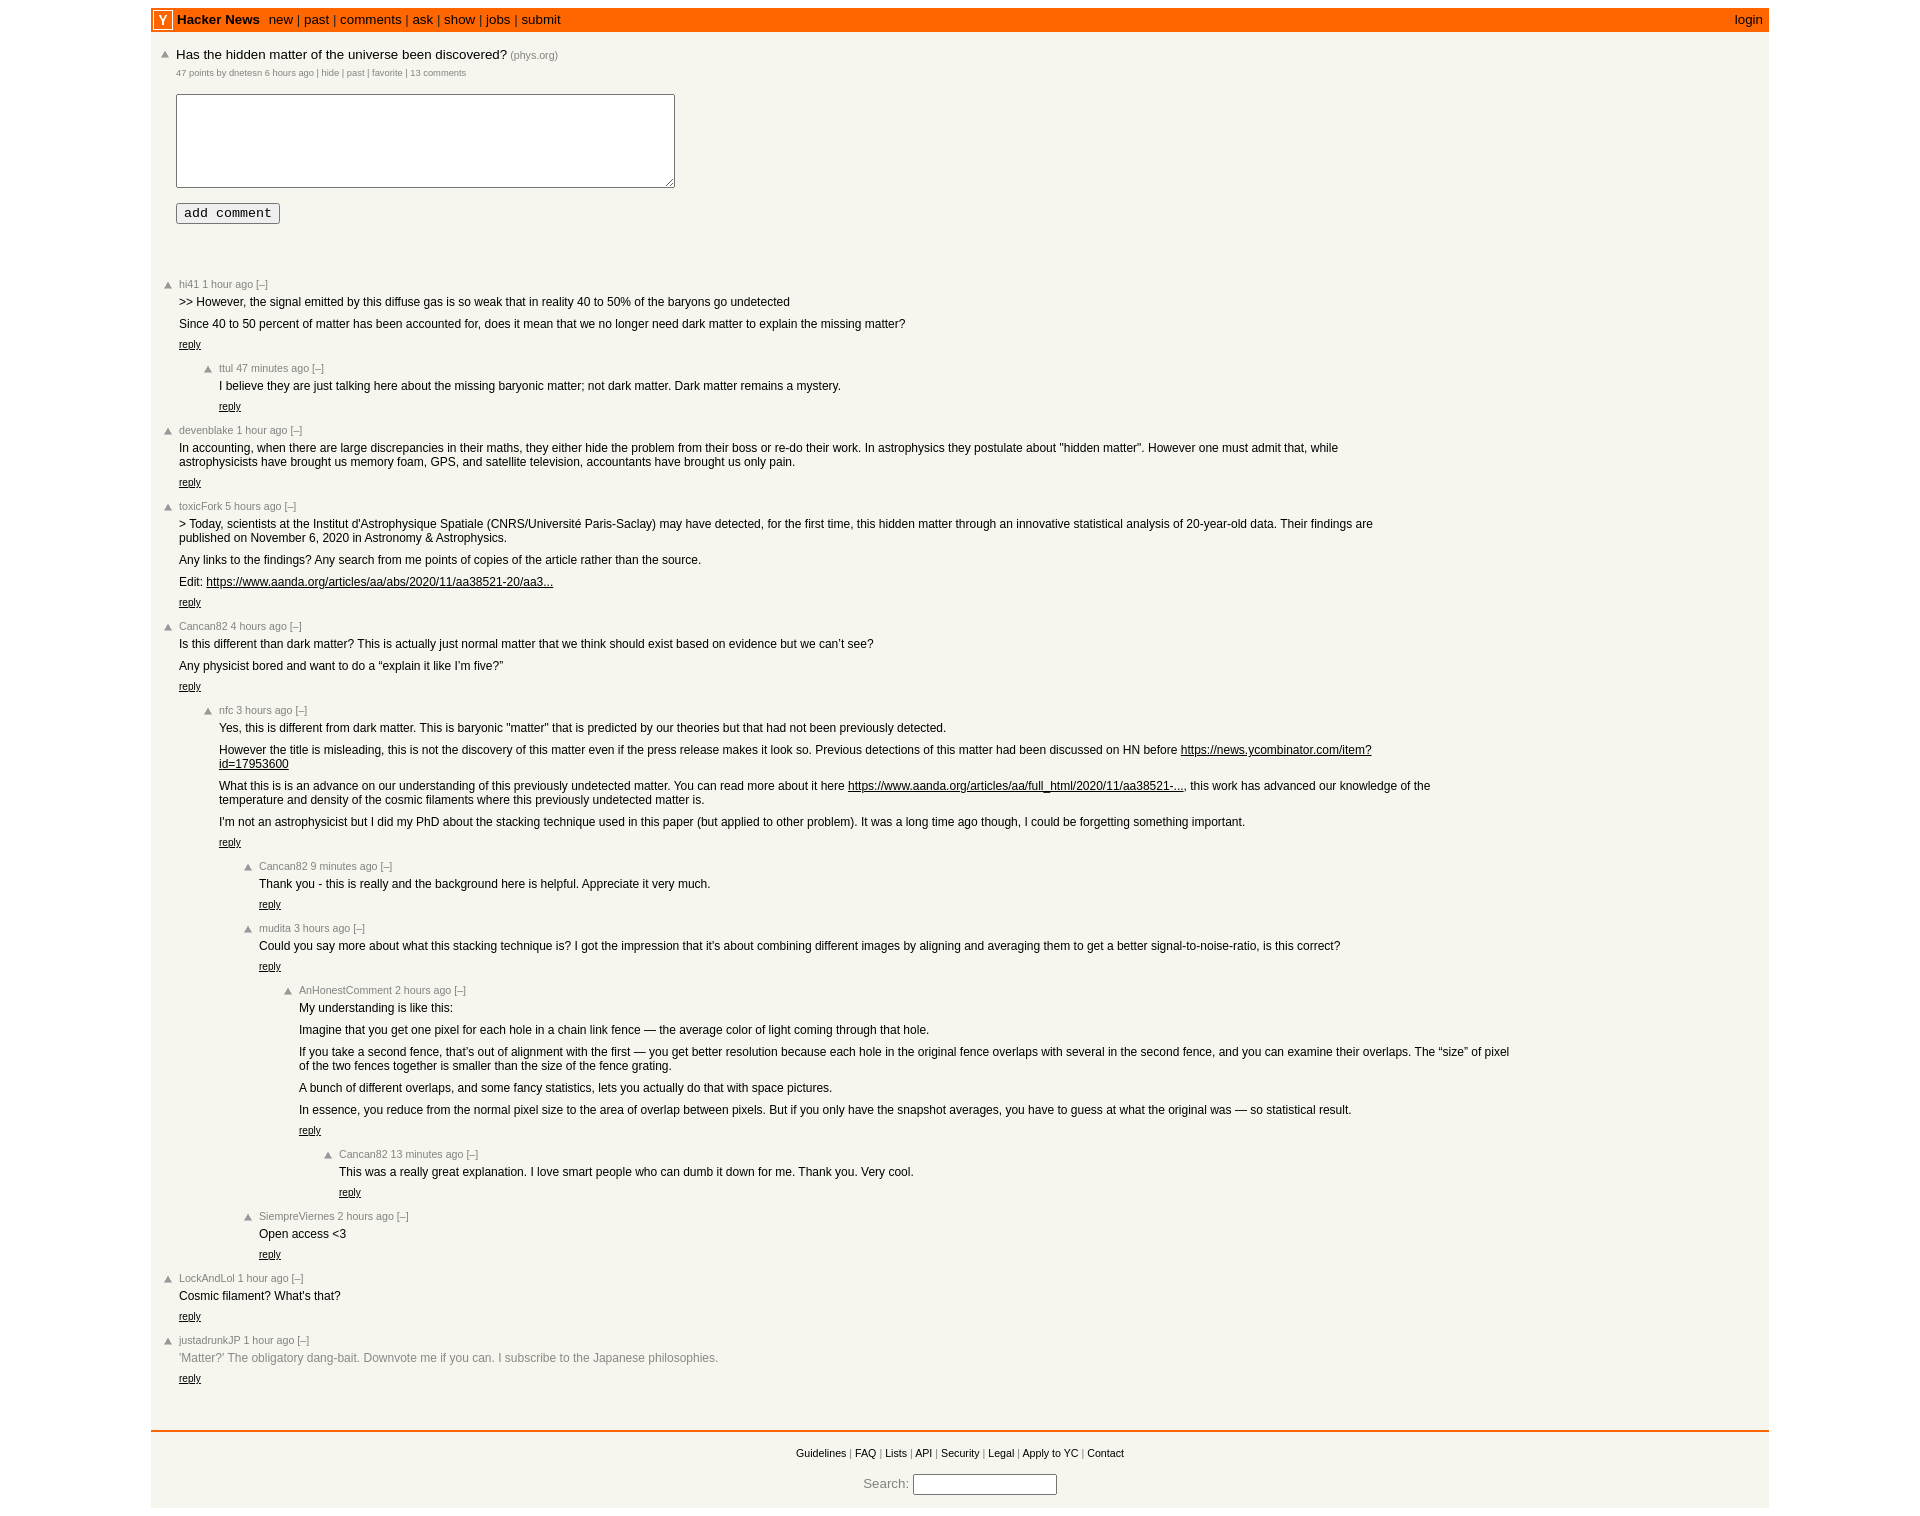 Y Hacker News new | past | comments | ask | show | jobs | submit login
Has the hidden matter of the universe been discovered? (phys.org)
47 points by dnetesn 6 hours ago | hide | past | favorite | 13 comments
add comment
hi41 1 hour ago [–]
>> However, the signal emitted by this diffuse gas is so weak that in reality 40 to 50% of the baryons go undetected
Since 40 to 50 percent of matter has been accounted for, does it mean that we no longer need dark matter to explain the missing matter?
reply
ttul 47 minutes ago [–]
I believe they are just talking here about the missing baryonic matter; not dark matter. Dark matter remains a mystery.
reply
devenblake 1 hour ago [–]
In accounting, when there are large discrepancies in their maths, they either hide the problem from their boss or re-do their work. In astrophysics they postulate about "hidden matter". However one must admit that, while
astrophysicists have brought us memory foam, GPS, and satellite television, accountants have brought us only pain.
reply
toxicFork 5 hours ago [–]
> Today, scientists at the Institut d'Astrophysique Spatiale (CNRS/Université Paris-Saclay) may have detected, for the first time, this hidden matter through an innovative statistical analysis of 20-year-old data. Their findings are
published on November 6, 2020 in Astronomy & Astrophysics.
Any links to the findings? Any search from me points of copies of the article rather than the source.
Edit: https://www.aanda.org/articles/aa/abs/2020/11/aa38521-20/aa3...
reply
Cancan82 4 hours ago [–]
Is this different than dark matter? This is actually just normal matter that we think should exist based on evidence but we can’t see?
Any physicist bored and want to do a “explain it like I’m five?”
reply
nfc 3 hours ago [–]
Yes, this is different from dark matter. This is baryonic "matter" that is predicted by our theories but that had not been previously detected.
However the title is misleading, this is not the discovery of this matter even if the press release makes it look so. Previous detections of this matter had been discussed on HN before https://news.ycombinator.com/item?
id=17953600
What this is is an advance on our understanding of this previously undetected matter. You can read more about it here https://www.aanda.org/articles/aa/full_html/2020/11/aa38521-..., this work has advanced our knowledge of the
temperature and density of the cosmic filaments where this previously undetected matter is.
I'm not an astrophysicist but I did my PhD about the stacking technique used in this paper (but applied to other problem). It was a long time ago though, I could be forgetting something important.
reply
Cancan82 9 minutes ago [–]
Thank you - this is really and the background here is helpful. Appreciate it very much.
reply
mudita 3 hours ago [–]
Could you say more about what this stacking technique is? I got the impression that it's about combining different images by aligning and averaging them to get a better signal-to-noise-ratio, is this correct?
reply
AnHonestComment 2 hours ago [–]
My understanding is like this:
Imagine that you get one pixel for each hole in a chain link fence — the average color of light coming through that hole.
If you take a second fence, that’s out of alignment with the first — you get better resolution because each hole in the original fence overlaps with several in the second fence, and you can examine their overlaps. The “size” of pixel
of the two fences together is smaller than the size of the fence grating.
A bunch of different overlaps, and some fancy statistics, lets you actually do that with space pictures.
In essence, you reduce from the normal pixel size to the area of overlap between pixels. But if you only have the snapshot averages, you have to guess at what the original was — so statistical result.
reply
Cancan82 13 minutes ago [–]
This was a really great explanation. I love smart people who can dumb it down for me. Thank you. Very cool.
reply
SiempreViernes 2 hours ago [–]
Open access <3
reply
LockAndLol 1 hour ago [–]
Cosmic filament? What's that?
reply
justadrunkJP 1 hour ago [–]
'Matter?' The obligatory dang-bait. Downvote me if you can. I subscribe to the Japanese philosophies.
reply
Guidelines | FAQ | Lists | API | Security | Legal | Apply to YC | Contact
Search: